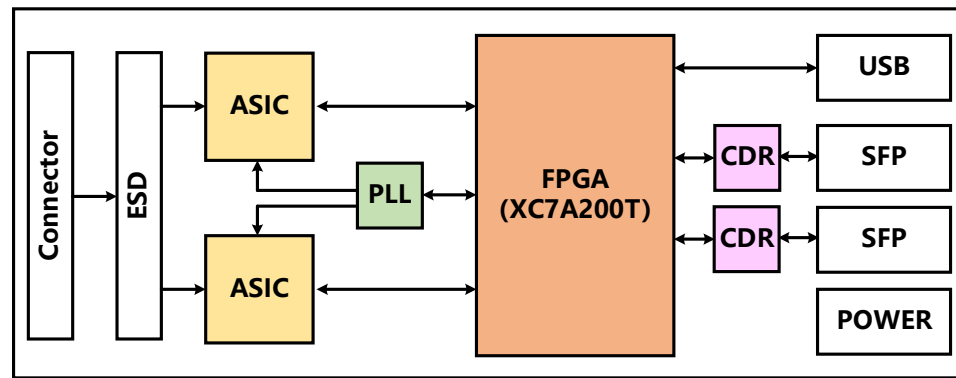 Connector
ESD
ASIC
ASIC
PLL
FPGA
(XC7A200T)
CDR
CDR
USB
SFP
SFP
POWER